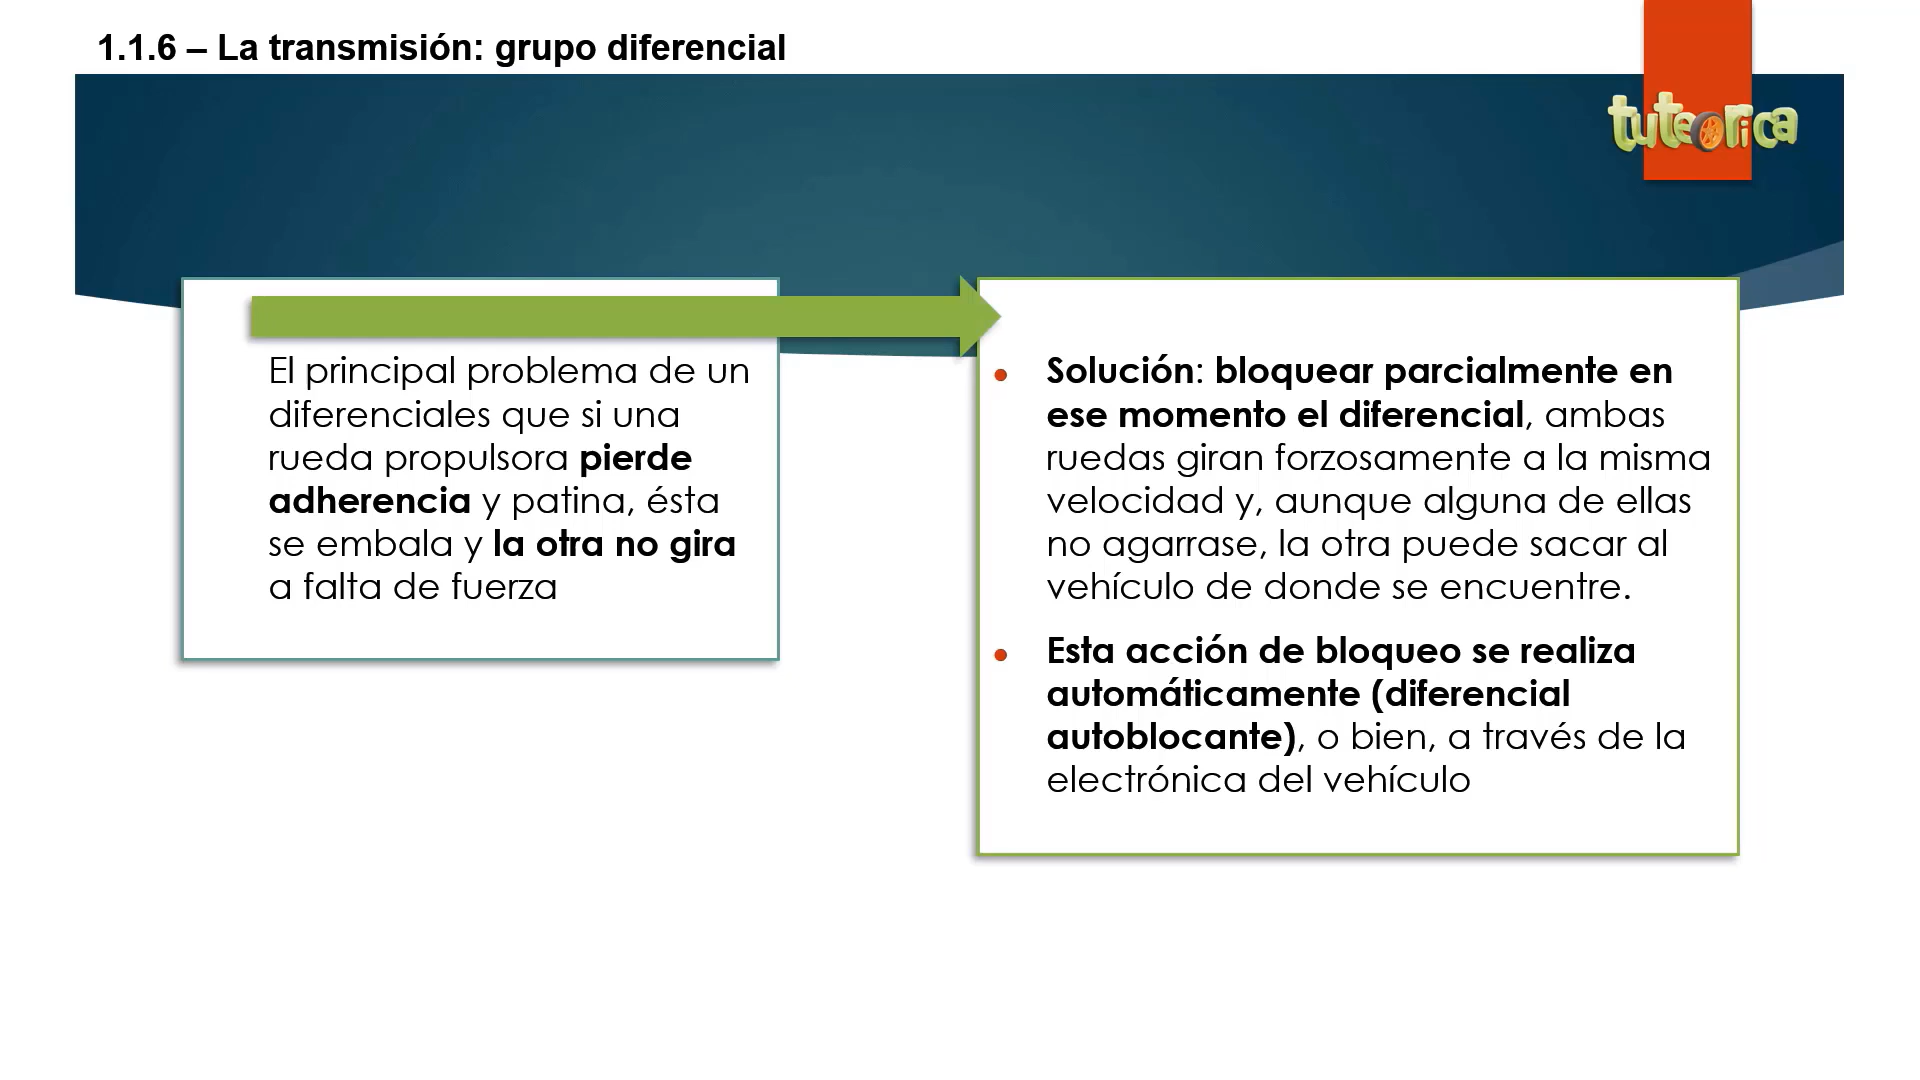 1.1.6 – La transmisión: grupo diferencial
tuteorica
El principal problema de un
diferenciales que si una
rueda propulsora pierde
adherencia y patina, ésta
se embala y la otra no gira
a falta de fuerza
• Solución: bloquear parcialmente en
ese momento el diferencial, ambas
ruedas giran forzosamente a la misma
velocidad y, aunque alguna de ellas
no agarrase, la otra puede sacar al
vehículo de donde se encuentre.
• Esta acción de bloqueo se realiza
automáticamente (diferencial
autoblocante), o bien, a través de la
electrónica del vehículo